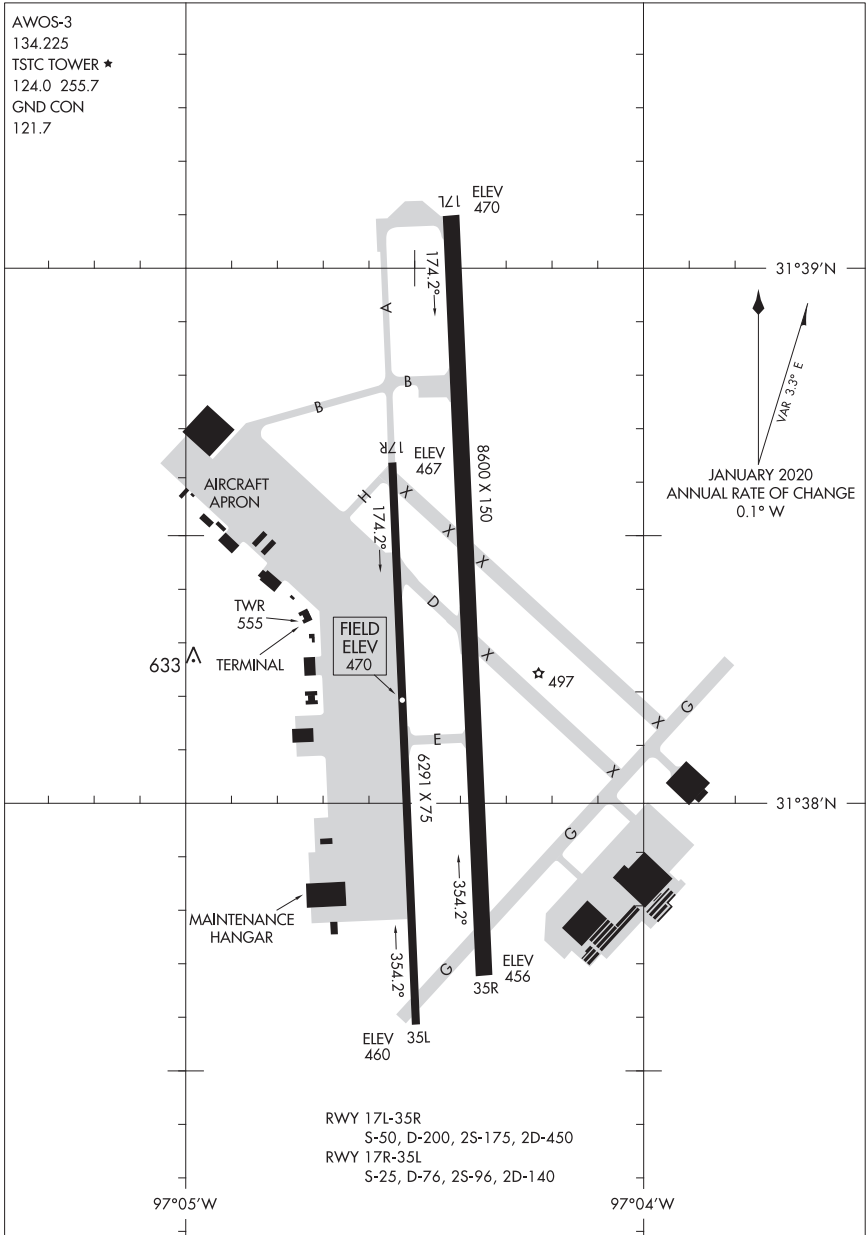 AWOS-3
134.225
TSTC TOWER ★
124.0 255.7
GND CON
121.7
17L
ELEV
470
174.2°
31°39'N
A
VAR 3.3° E
B
B
JANUARY 2020
ANNUAL RATE OF CHANGE
0.1° W
17R
ELEV
467
8600 X 150
AIRCRAFT
APRON
H
X
174.2°
X
X
D
TWR
555
FIELD
ELEV
470
TERMINAL
633
X
497
X
G
E
6291 X 75
X
31°38'N
G
354.2°
MAINTENANCE
HANGAR
354.2°
G
ELEV
456
35R
ELEV
460
35L
RWY 17L-35R
S-50, D-200, 2S-175, 2D-450
RWY 17R-35L
S-25, D-76, 2S-96, 2D-140
97°05'W
97°04'W